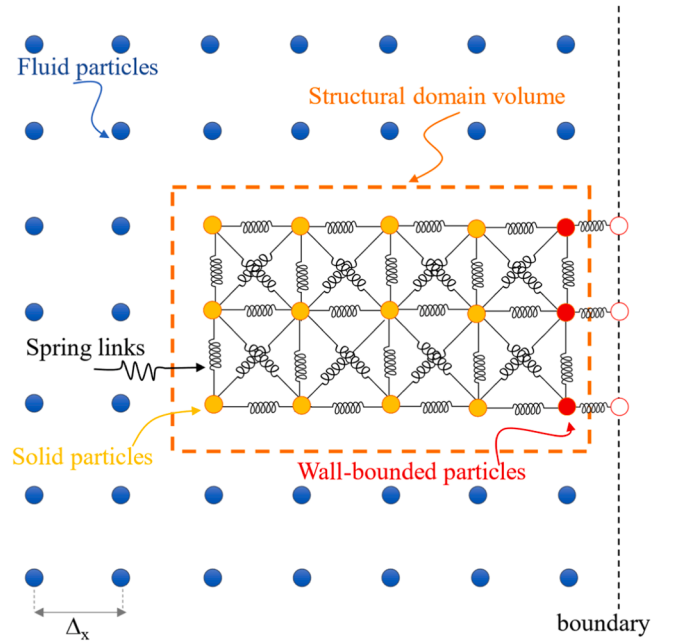 Fluid particles
Structural domain volume
Spring links
Solid particles
Wall-bounded particles
Δx
boundary